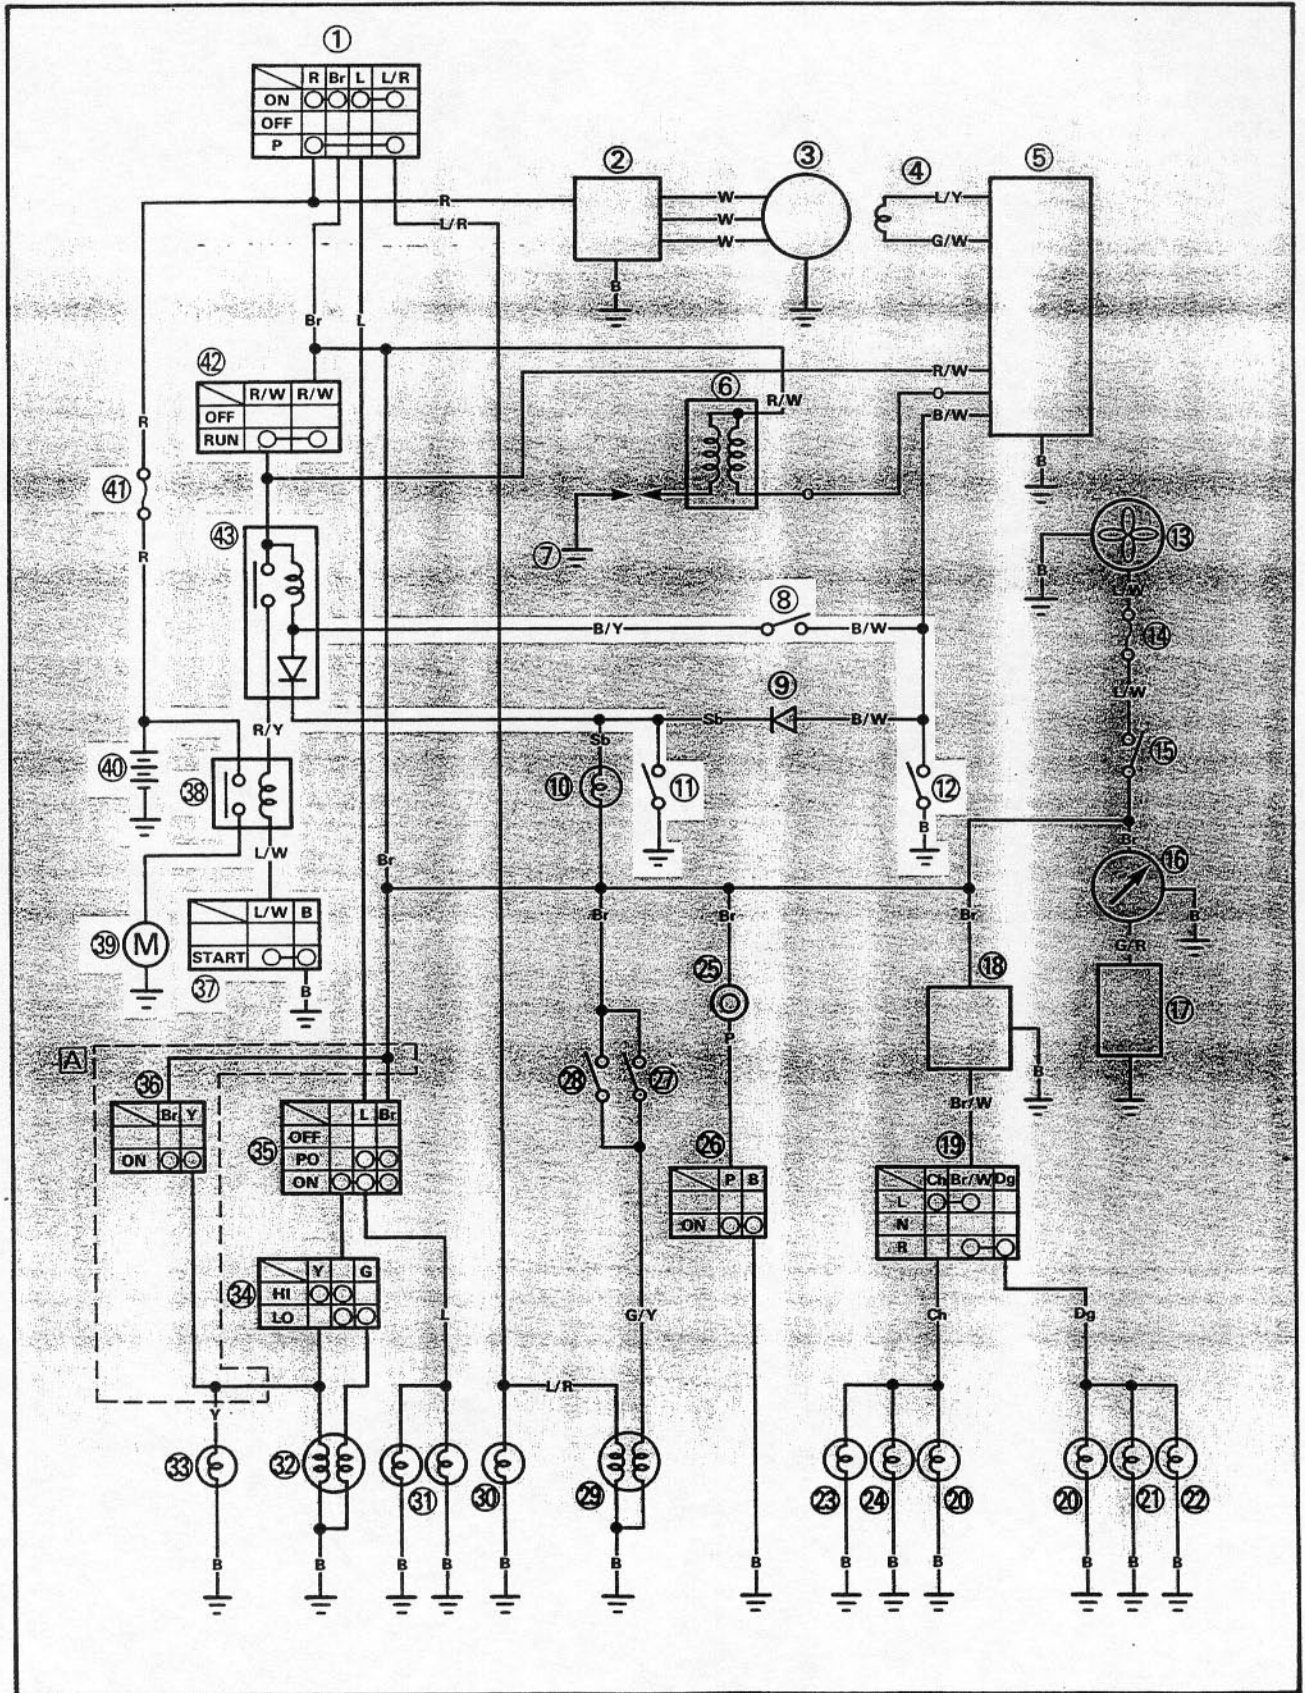 ①
R Br L L/R
ON
OFF
P
② ③ ④ ⑤
R
W
W
W
L/Y
G/W
L/R
B
Br L
㊷
R/W R/W
OFF
RUN
⑥
R/W
R/W
O
B/W
R
㊶
R
B
⑦
O
⑬
B
L/W
㊸
⑧
B/Y
B/W
⑭
L/W
⑨
Sb
B/W
R/Y
Sb
⑮
㊵
㊳
⑩
⑪
⑫
B
L/W
Br
Br
⑯
B
G/R
L/W B
START
㊴
M
㊲
B
Br
Br
Br
㉕
P
⑱
B
⑰
A
㊱
Br Y
ON
㉟
L Br
OFF
PO
ON
㉘
㉗
Br/W
㉖
P B
ON
⑲
Ch Br/W Dg
L
N
R
㉞
Y G
HI
LO
L
G/Y
Ch
Dg
L/R
Y
㉝
㉜
㉛
㉚
㉙
㉓
㉔
⑳
⑳
㉑
㉒
B B B B B B B B B B B B B